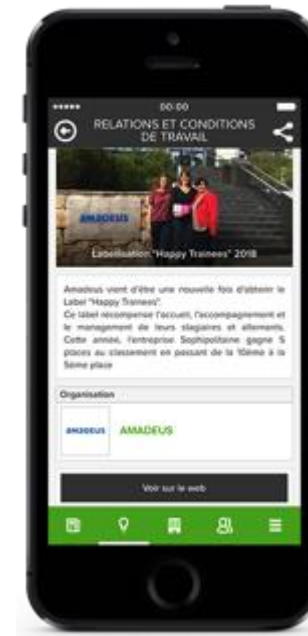 00:00
RELATIONS ET CONDITIONS
DE TRAVAIL
AMADEUS
Labellisation "Happy Trainees" 2018
Amadeus vient d'être une nouvelle fois d'obtenir le
Label "Happy Trainees".
Ce label récompense l'accueil, l'accompagnement et
le management de leurs stagiaires et alternants.
Cette année, l'entreprise Sophipolitaine gagne 5
places au classement en passant de la 10ème à la
5ème place
Organisation
AMADEUS
AMADEUS
Voir sur le web